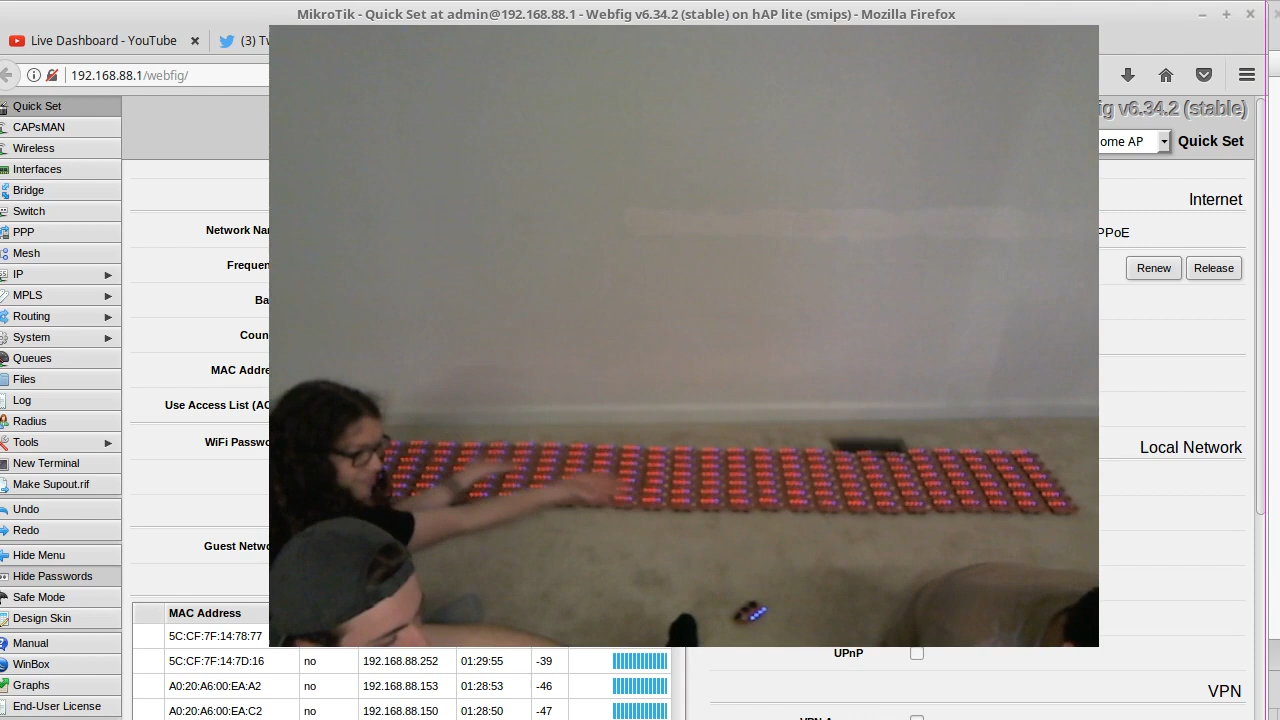 MikroTik - Quick Set at admin@192.168.88.1 - Webfig v6.34.2 (stable) on hAP lite (smips) - Mozilla Firefox
Live Dashboard - YouTube
(3) Tw
192.168.88.1/webfig/
ig v6.34.2 (stable)
ome AP
Quick Set
Quick Set
CAPsMAN
Wireless
Interfaces
Bridge
Switch
PPP
Mesh
IP
MPLS
Routing
System
Queues
Files
Log
Radius
Tools
New Terminal
Make Supout.rif
Undo
Redo
Hide Menu
Hide Passwords
Safe Mode
Design Skin
Manual
WinBox
Graphs
End-User License
Network Na
Frequen
Ba
Coun
MAC Addre
Use Access List (AC
WiFi Passwo
Guest Netwo
MAC Address
5C:CF:7F:14:78:77
5C:CF:7F:14:7D:16 no 192.168.88.252 01:29:55 -39
A0:20:A6:00:EA:A2 no 192.168.88.153 01:28:53 -46
A0:20:A6:00:EA:C2 no 192.168.88.150 01:28:50 -47
Internet
PPoE
Renew Release
Local Network
UPnP
VPN